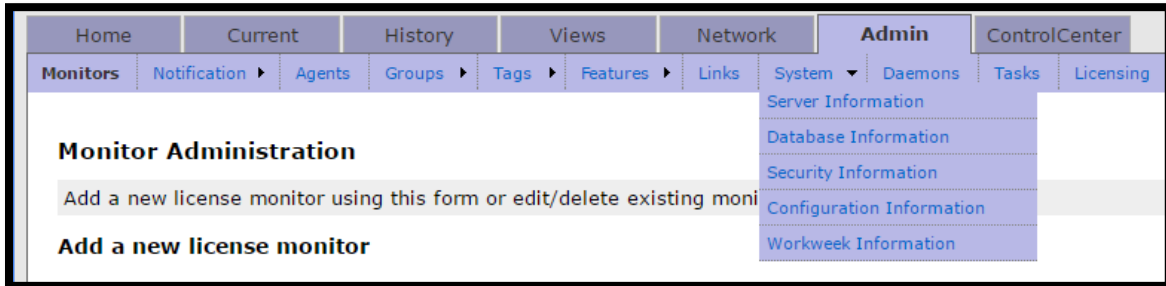 Home Current History Views Network Admin ControlCenter
Monitors Notification Agents Groups Tags Features Links System Daemons Tasks Licensing
Server Information
Database Information
Security Information
Configuration Information
Workweek Information
Monitor Administration
Add a new license monitor using this form or edit/delete existing moni
Add a new license monitor